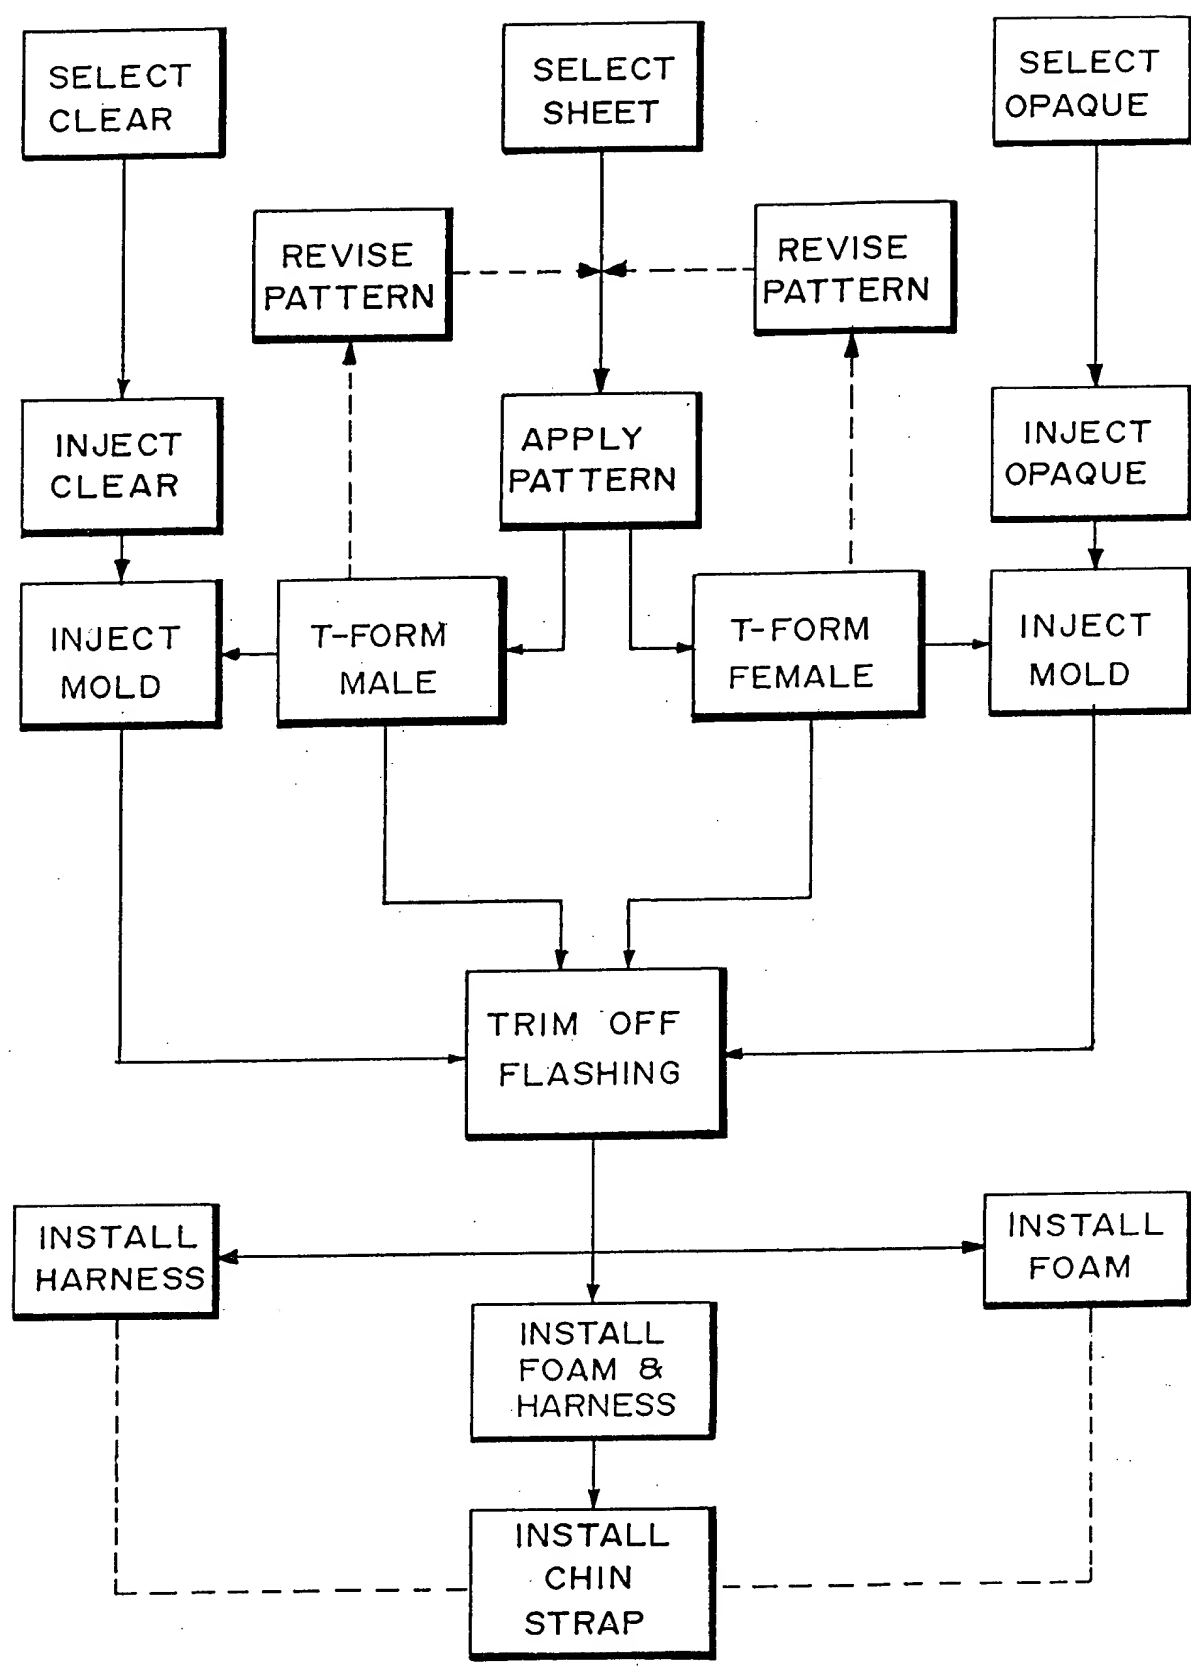 SELECT
CLEAR
SELECT
SHEET
SELECT
OPAQUE
REVISE
PATTERN
REVISE
PATTERN
INJECT
CLEAR
APPLY
PATTERN
INJECT
OPAQUE
INJECT
MOLD
T-FORM
MALE
T-FORM
FEMALE
INJECT
MOLD
TRIM OFF
FLASHING
INSTALL
HARNESS
INSTALL
FOAM
INSTALL
FOAM &
HARNESS
INSTALL
CHIN
STRAP